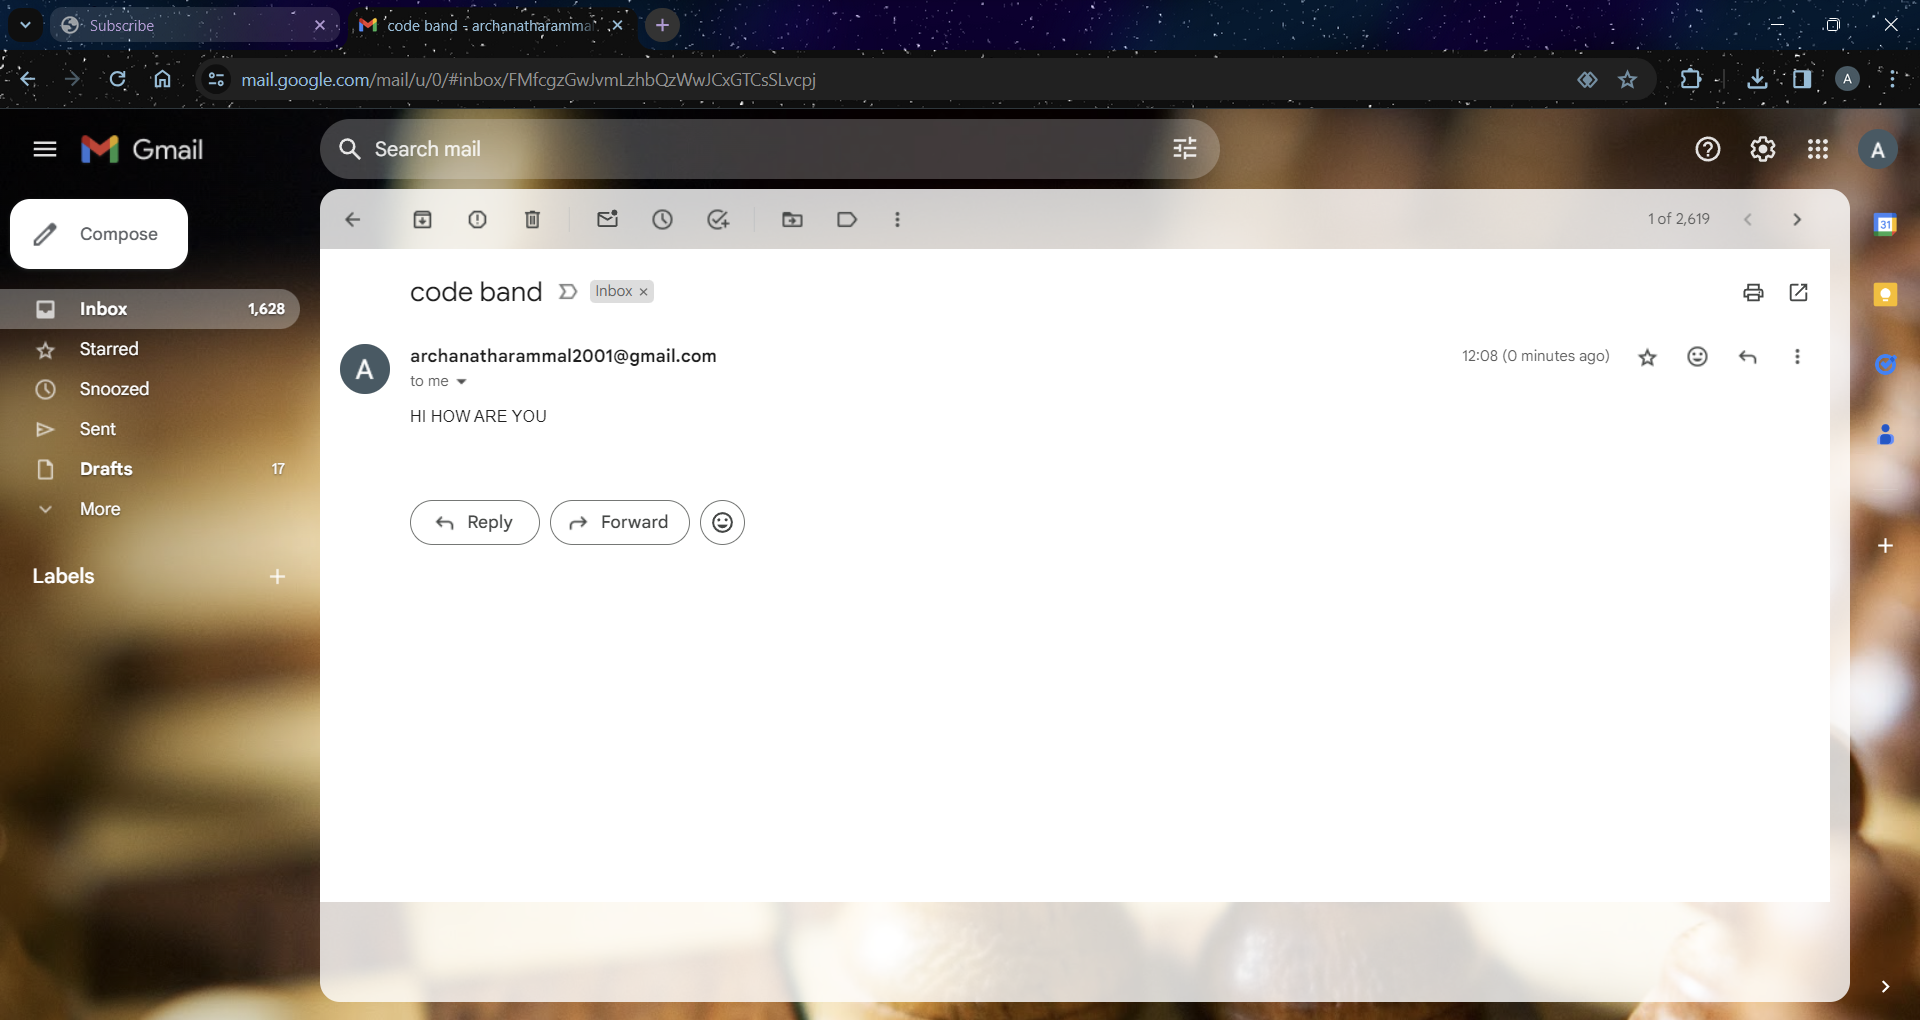 Subscribe
code band - archanatharamma
mail.google.com/mail/u/0/#inbox/FMfcgzGwJvmLzhbQzWwJCxGTCsSLvcpj
A
Gmail
Search mail
A
Compose
1 of 2,619
31
Inbox 1,628
Starred
Snoozed
Sent
Drafts 17
More
Labels
code band
Inbox
A
archanatharammal2001@gmail.com
12:08 (0 minutes ago)
to me
HI HOW ARE YOU
Reply
Forward